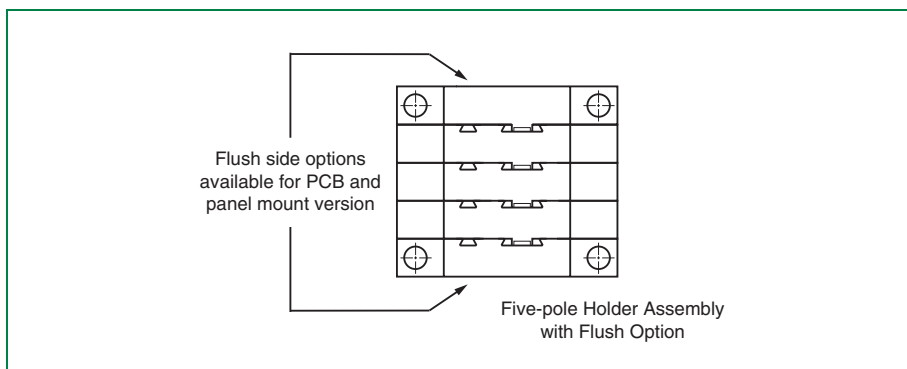 Flush side options
available for PCB and
panel mount version
Five-pole Holder Assembly
with Flush Option